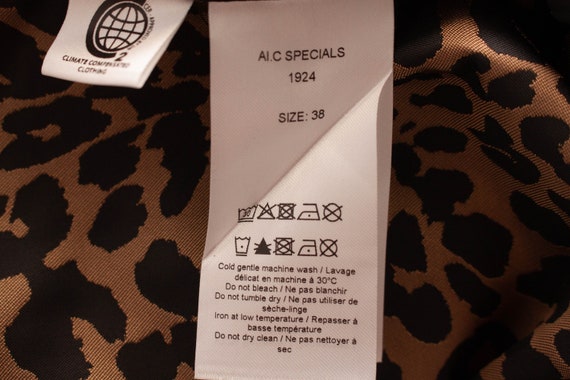 CLIMATE COMPENSATED
CLOTHING
AI.C SPECIALS
1924
SIZE: 38
Cold gentle machine wash / Lavage
délicat en machine à 30°C
Do not bleach / Ne pas blanchir
Do not tumble dry / Ne pas utiliser de
sèche-linge
Iron at low temperature / Repasser à
basse température
Do not dry clean / Ne pas nettoyer à
sec